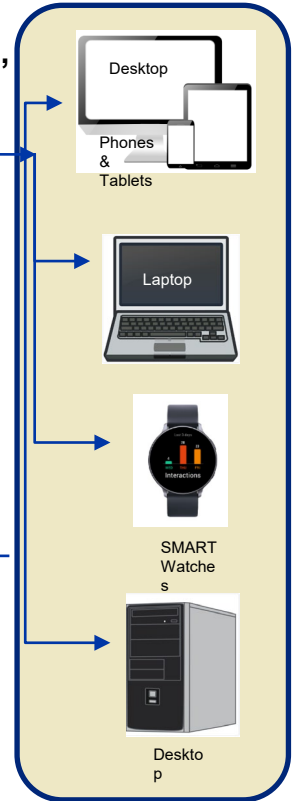 ,
Desktop
Phones
&
Tablets
Laptop
Interactions
SMART
Watche
s
Deskto
p